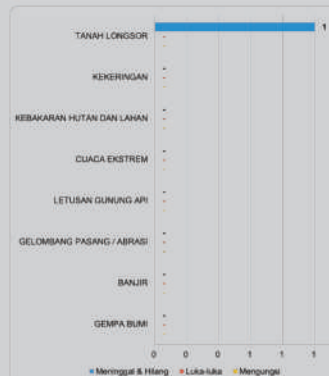 1
TANAH LONGSOR
KEKERINGAN
KEBAKARAN HUTAN DAN LAHAN
CUACA EKSTREM
LETUSAN GUNUNG API
GELOMBANG PASANG / ABRASI
BANJIR
GEMPA BUMI
0 0 0 1 1 1
Meninggal & Hilang Luka-luka Mengungsi